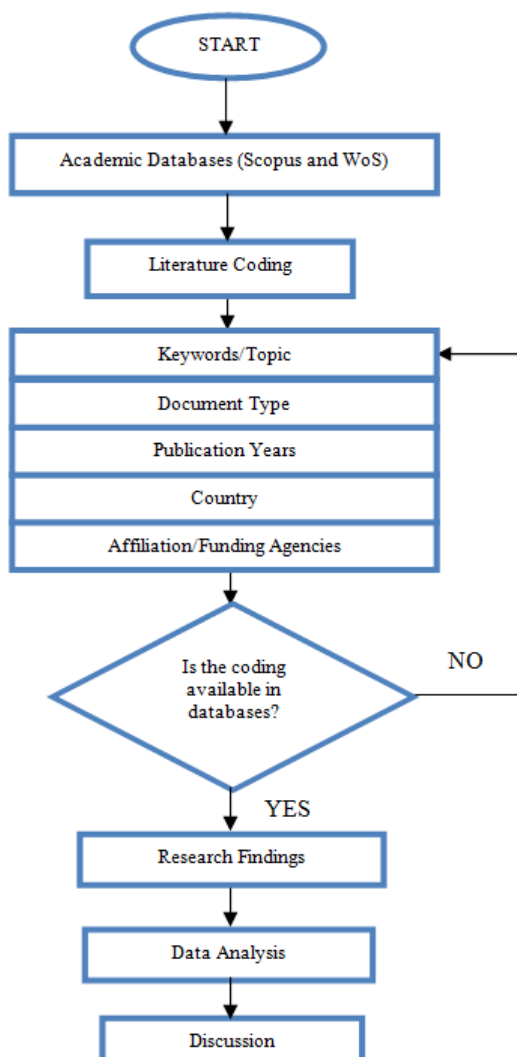 START
Academic Databases (Scopus and WoS)
Literature Coding
Keywords/Topic
Document Type
Publication Years
Country
Affiliation/Funding Agencies
Is the coding
available in
databases?
NO
YES
Research Findings
Data Analysis
Discussion